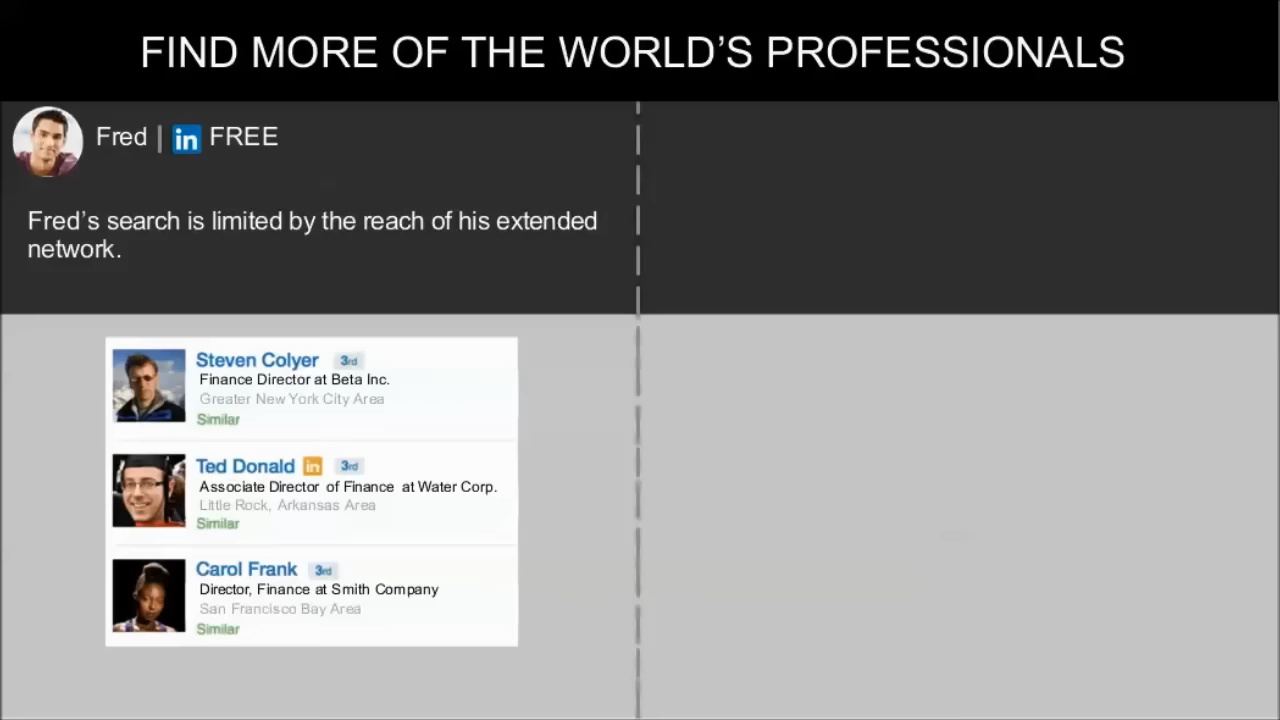 FIND MORE OF THE WORLD’S PROFESSIONALS
Fred | in FREE
Fred’s search is limited by the reach of his extended
network.
Steven Colyer 3rd
Finance Director at Beta Inc.
Greater New York City Area
Similar
Ted Donald in 3rd
Associate Director of Finance at Water Corp.
Little Rock, Arkansas Area
Similar
Carol Frank 3rd
Director, Finance at Smith Company
San Francisco Bay Area
Similar